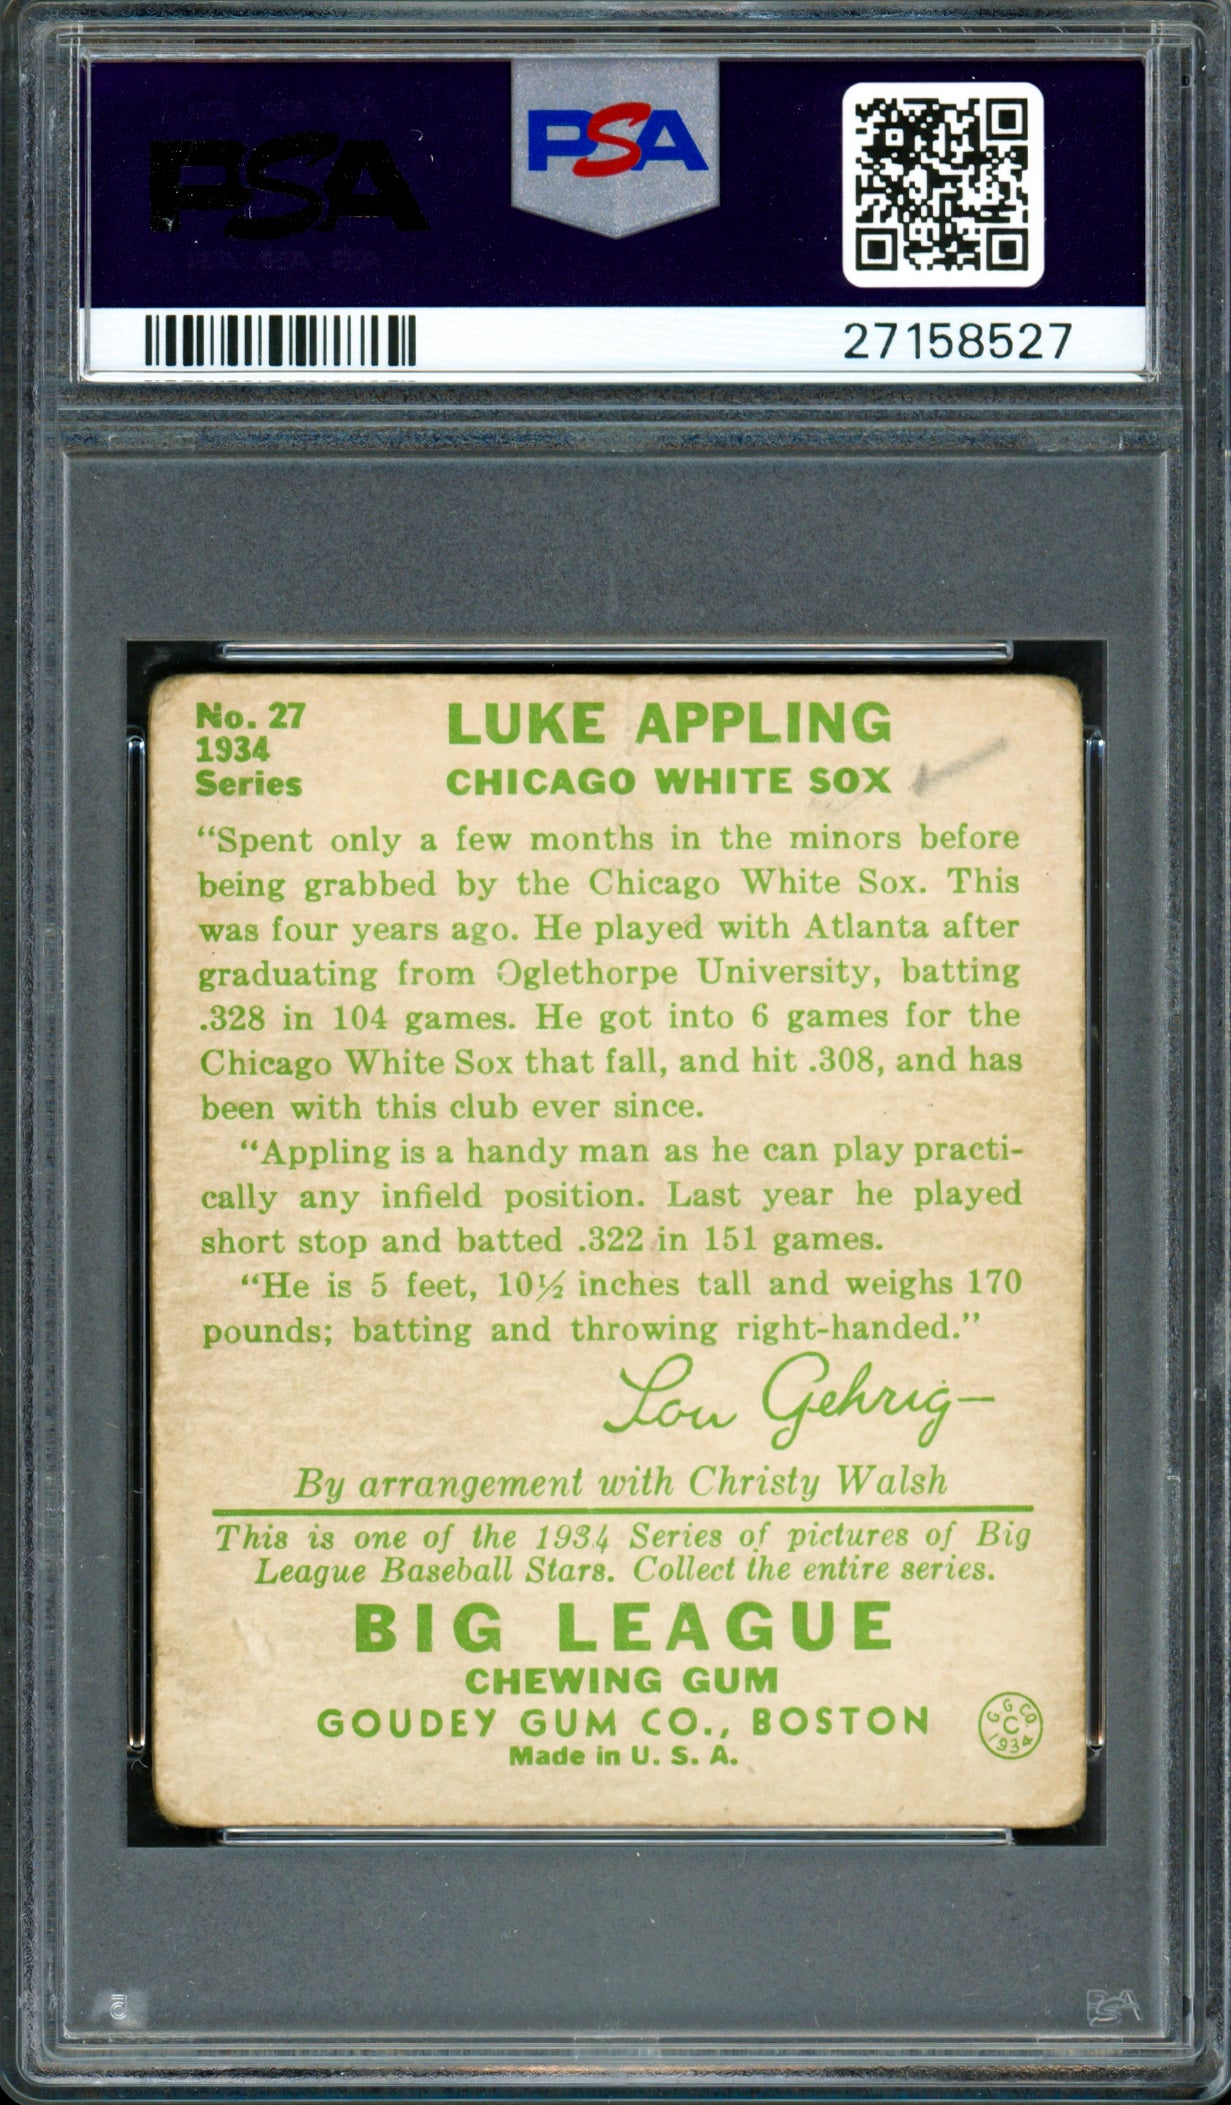 PSA
PSA
27158527
No. 27
1934
Series
LUKE APPLING
CHICAGO WHITE SOX
“Spent only a few months in the minors before
being grabbed by the Chicago White Sox. This
was four years ago. He played with Atlanta after
graduating from Oglethorpe University, batting
.328 in 104 games. He got into 6 games for the
Chicago White Sox that fall, and hit .308, and has
been with this club ever since.
“Appling is a handy man as he can play practi-
cally any infield position. Last year he played
short stop and batted .322 in 151 games.
“He is 5 feet, 10½ inches tall and weighs 170
pounds; batting and throwing right-handed.”
Lou Gehrig—
By arrangement with Christy Walsh
This is one of the 1934 Series of pictures of Big
League Baseball Stars. Collect the entire series.
BIG LEAGUE
CHEWING GUM
GOUDEY GUM CO., BOSTON
Made in U. S. A.
G. G. CO.
C
1934
PSA